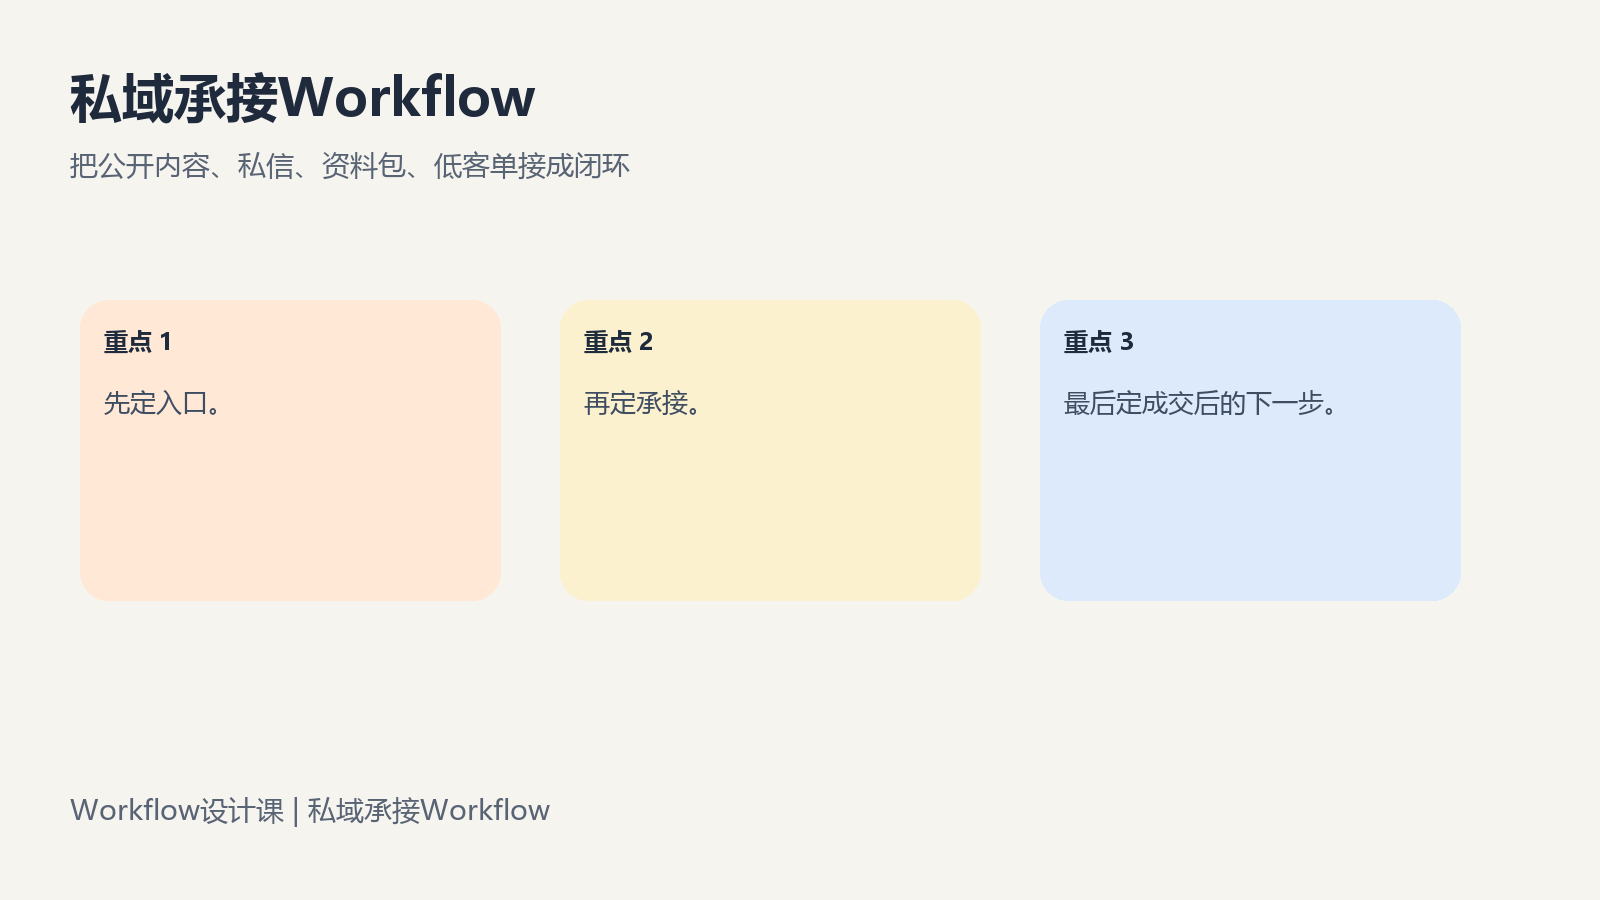 私域承接Workflow
把公开内容、私信、资料包、低客单接成闭环
重点 1
先定入口。
重点 2
再定承接。
重点 3
最后定成交后的下一步。
Workflow设计课 | 私域承接Workflow